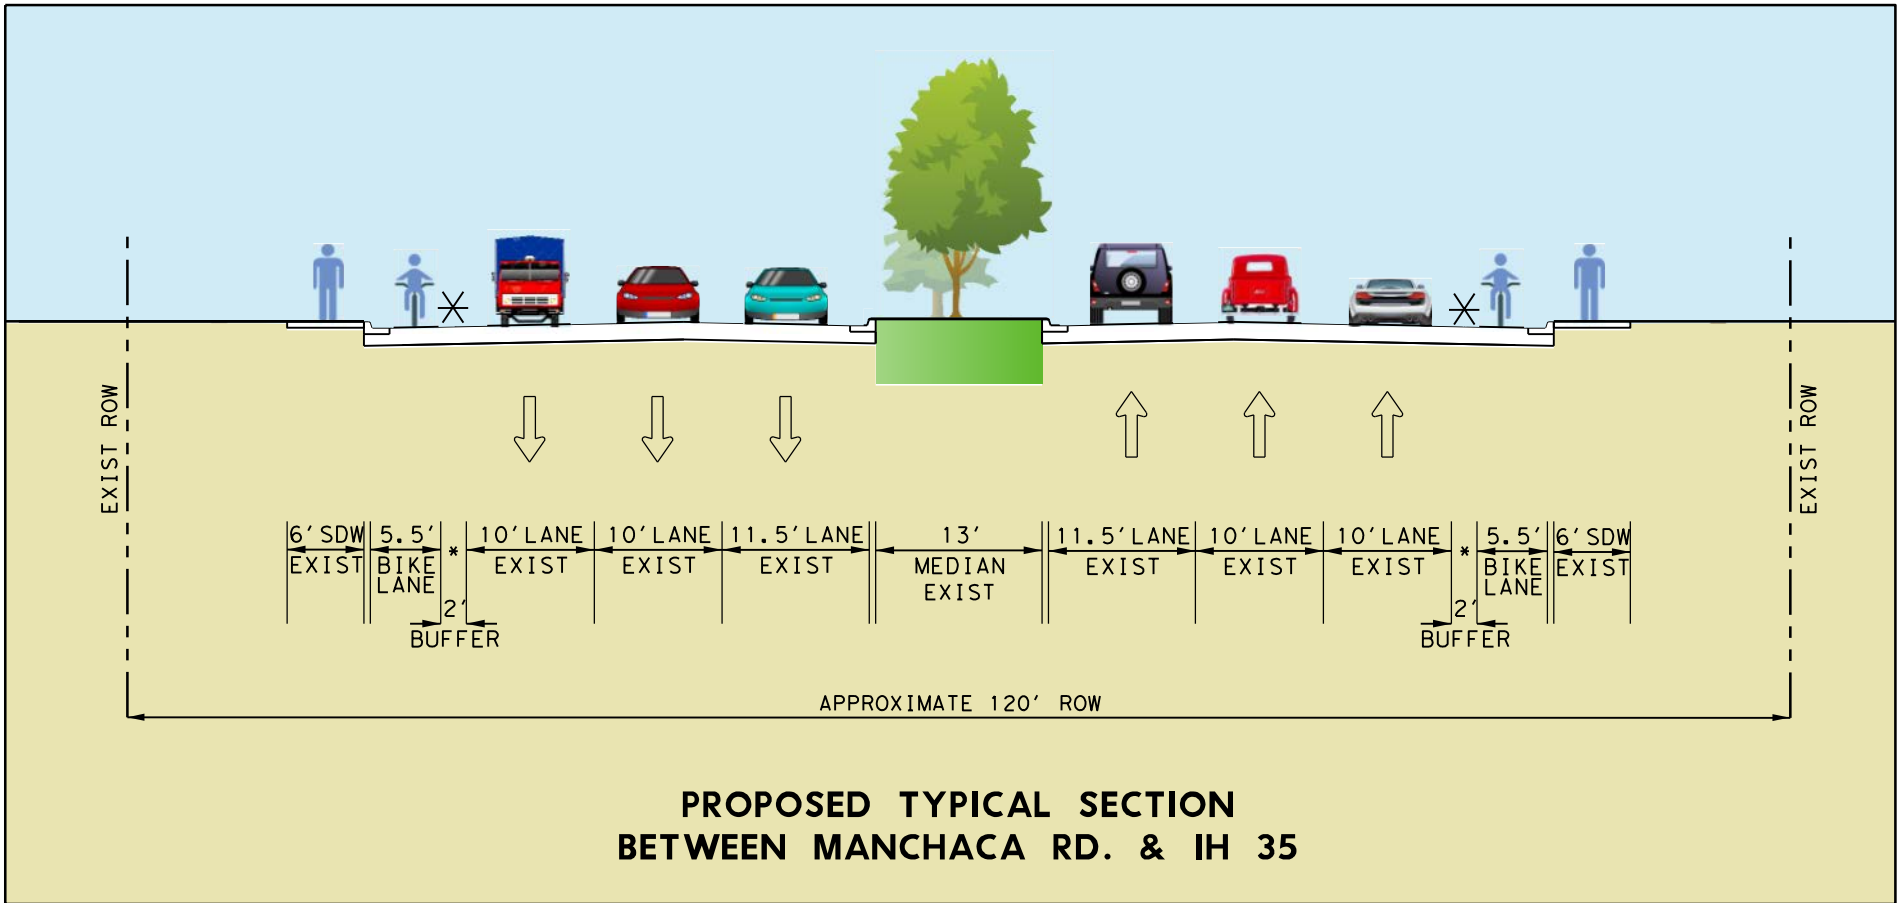 EXIST ROW
EXIST ROW
6' SDW 5.5' * 10' LANE 10' LANE 11.5' LANE 13' 11.5' LANE 10' LANE 10' LANE * 5.5' 6' SDW
EXIST BIKE EXIST EXIST EXIST MEDIAN EXIST EXIST EXIST BIKE EXIST
LANE EXIST LANE
2' 2'
BUFFER BUFFER
APPROXIMATE 120' ROW
PROPOSED TYPICAL SECTION
BETWEEN MANCHACA RD. & IH 35